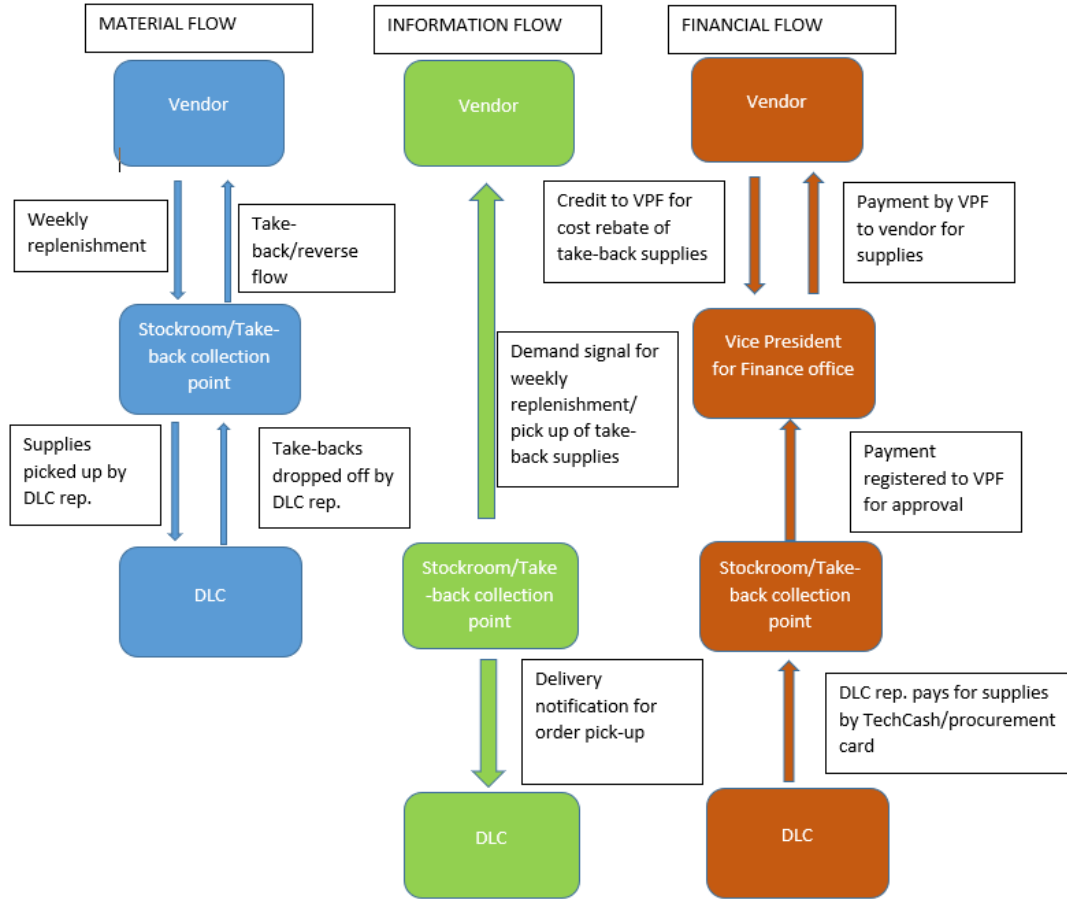 MATERIAL FLOW
INFORMATION FLOW
FINANCIAL FLOW
Vendor
Vendor
Vendor
Weekly
replenishment
Take-
back/reverse
flow
Credit to VPF for
cost rebate of
take-back supplies
Payment by VPF
to vendor for
supplies
Stockroom/Take-
back collection
point
Vice President
for Finance office
Demand signal for
weekly
replenishment/
pick up of take-
back supplies
Supplies
picked up by
DLC rep.
Take-backs
dropped off by
DLC rep.
Payment
registered to VPF
for approval
DLC
Stockroom/Take
-back collection
point
Stockroom/Take-
back collection
point
Delivery
notification for
order pick-up
DLC rep. pays for supplies
by TechCash/procurement
card
DLC
DLC